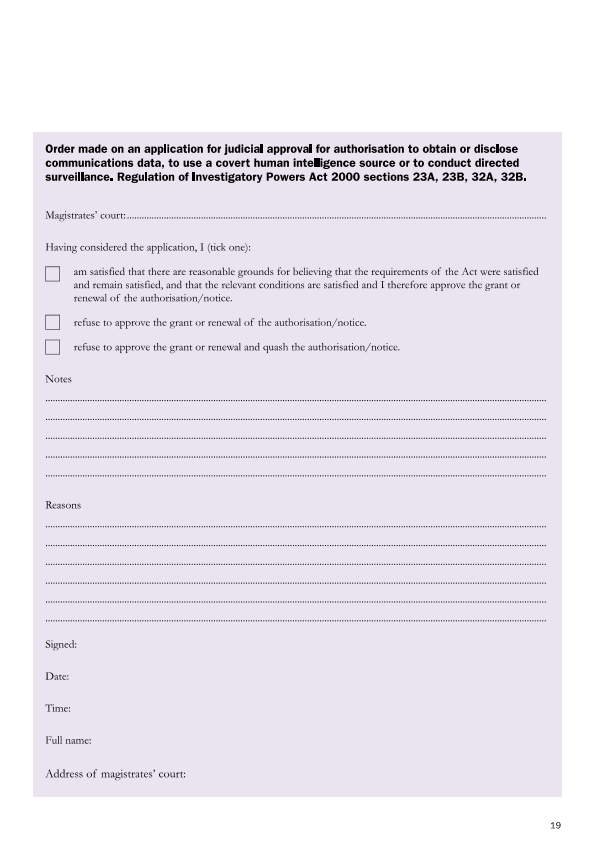 Order made on an application for judicial approval for authorisation to obtain or disclose
communications data, to use a covert human intelligence source or to conduct directed
surveillance. Regulation of Investigatory Powers Act 2000 sections 23A, 23B, 32A, 32B.
Magistrates’ court:
Having considered the application, I (tick one):
am satisfied that there are reasonable grounds for believing that the requirements of the Act were satisfied
and remain satisfied, and that the relevant conditions are satisfied and I therefore approve the grant or
renewal of the authorisation/notice.
refuse to approve the grant or renewal of the authorisation/notice.
refuse to approve the grant or renewal and quash the authorisation/notice.
Notes
Reasons
Signed:
Date:
Time:
Full name:
Address of magistrates’ court:
19